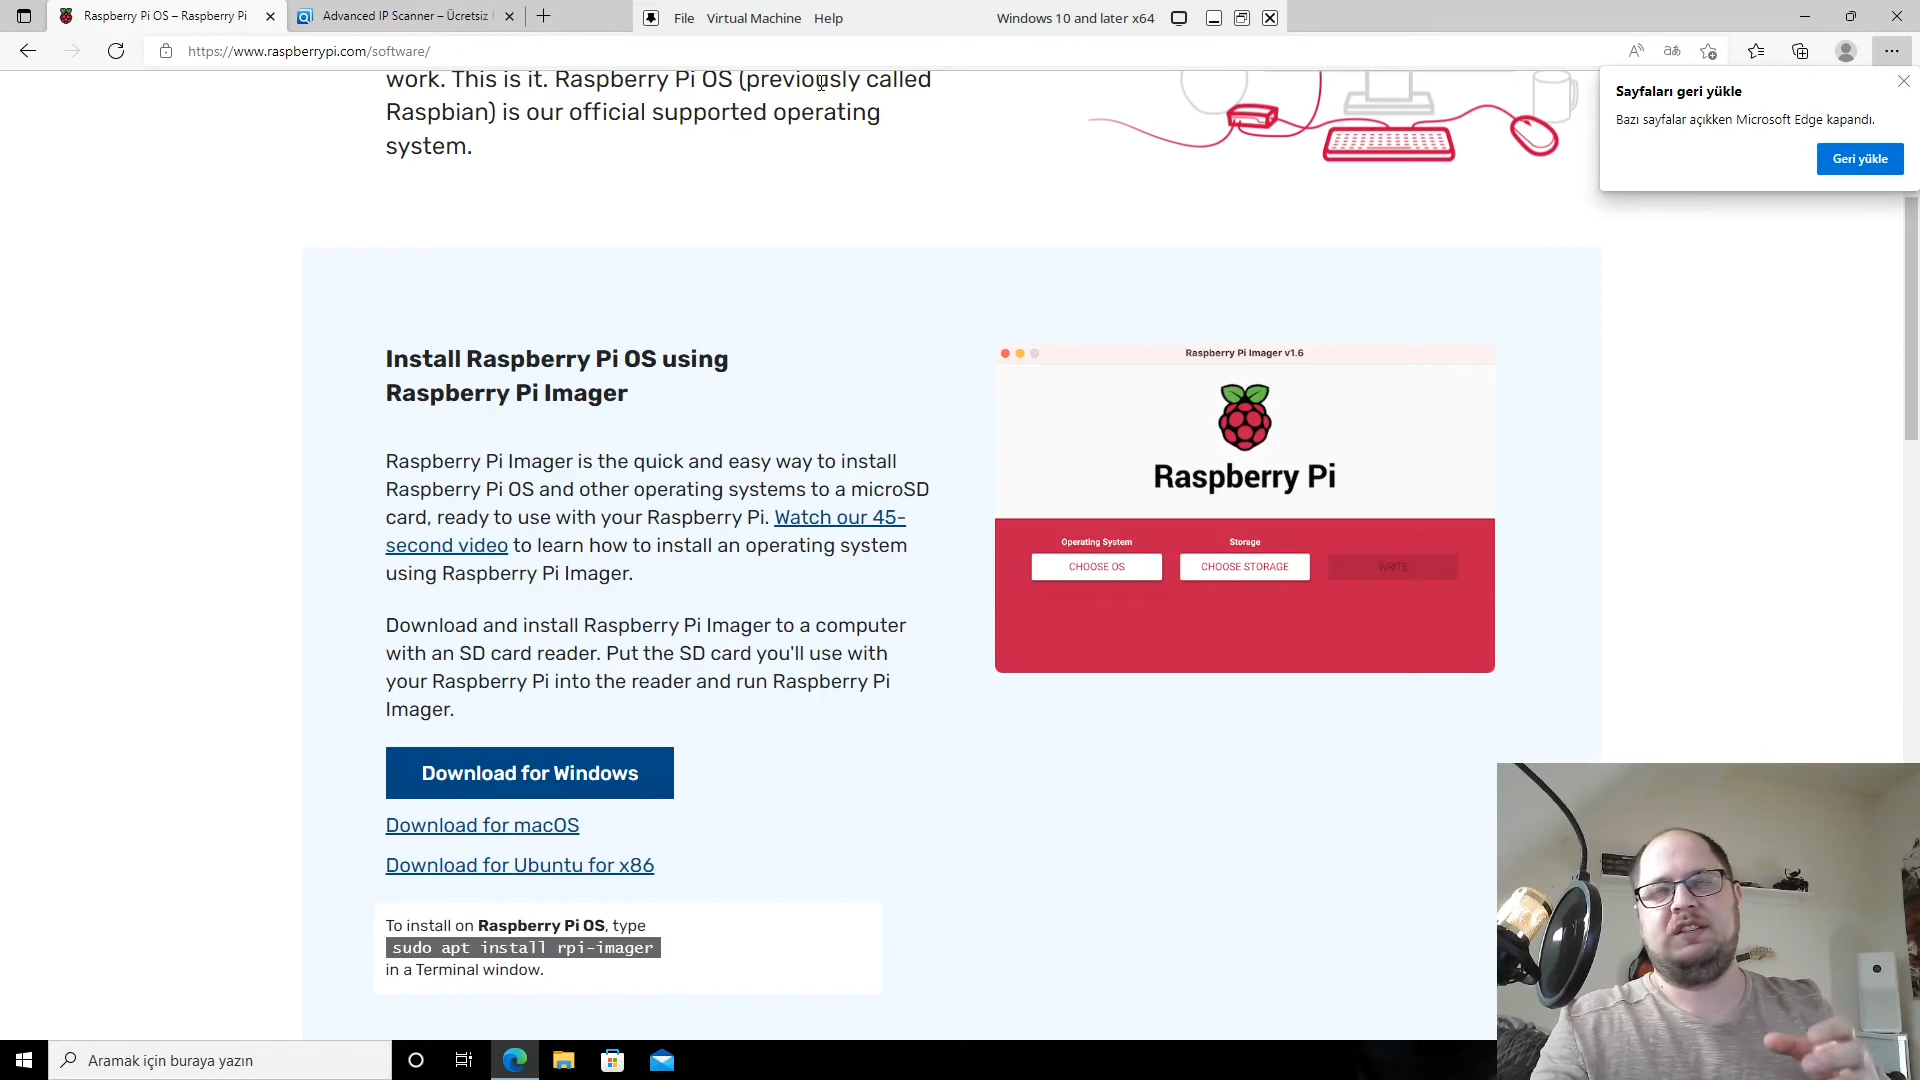 Raspberry Pi OS – Raspberry Pi
Advanced IP Scanner – Ücretsiz
File Virtual Machine Help
Windows 10 and later x64
https://www.raspberrypi.com/software/
work. This is it. Raspberry Pi OS (previously called
Raspbian) is our official supported operating
system.
Sayfaları geri yükle
Bazı sayfalar açıkken Microsoft Edge kapandı.
Geri yükle
Install Raspberry Pi OS using
Raspberry Pi Imager
Raspberry Pi Imager is the quick and easy way to install
Raspberry Pi OS and other operating systems to a microSD
card, ready to use with your Raspberry Pi. Watch our 45-
second video to learn how to install an operating system
using Raspberry Pi Imager.
Download and install Raspberry Pi Imager to a computer
with an SD card reader. Put the SD card you'll use with
your Raspberry Pi into the reader and run Raspberry Pi
Imager.
Download for Windows
Download for macOS
Download for Ubuntu for x86
To install on Raspberry Pi OS, type
sudo apt install rpi-imager
in a Terminal window.
Raspberry Pi Imager v1.6
Raspberry Pi
Operating System
Storage
CHOOSE OS
CHOOSE STORAGE
WRITE
Aramak için buraya yazın